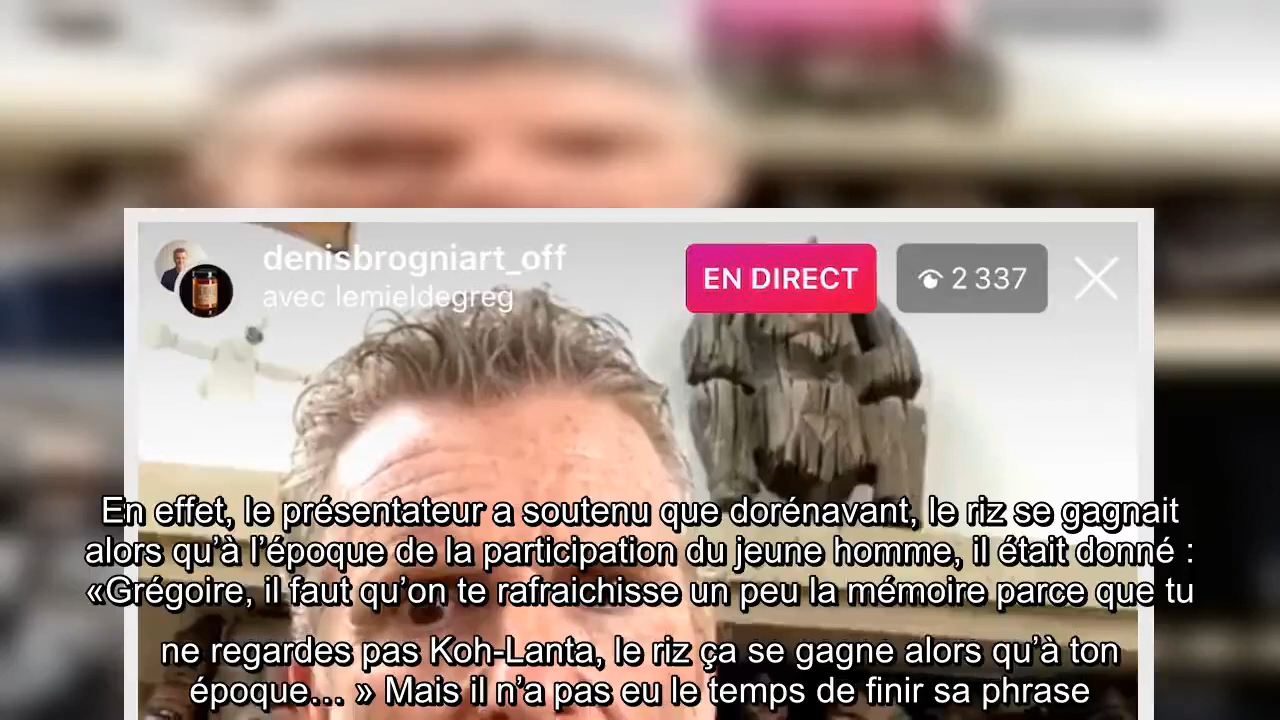 denisbrogniart_off
avec lemieldegreg
EN DIRECT
2 337
En effet, le présentateur a soutenu que dorénavant, le riz se gagnait
alors qu’à l’époque de la participation du jeune homme, il était donné :
«Grégoire, il faut qu’on te rafraichisse un peu la mémoire parce que tu
ne regardes pas Koh-Lanta, le riz ça se gagne alors qu’à ton
époque… » Mais il n’a pas eu le temps de finir sa phrase